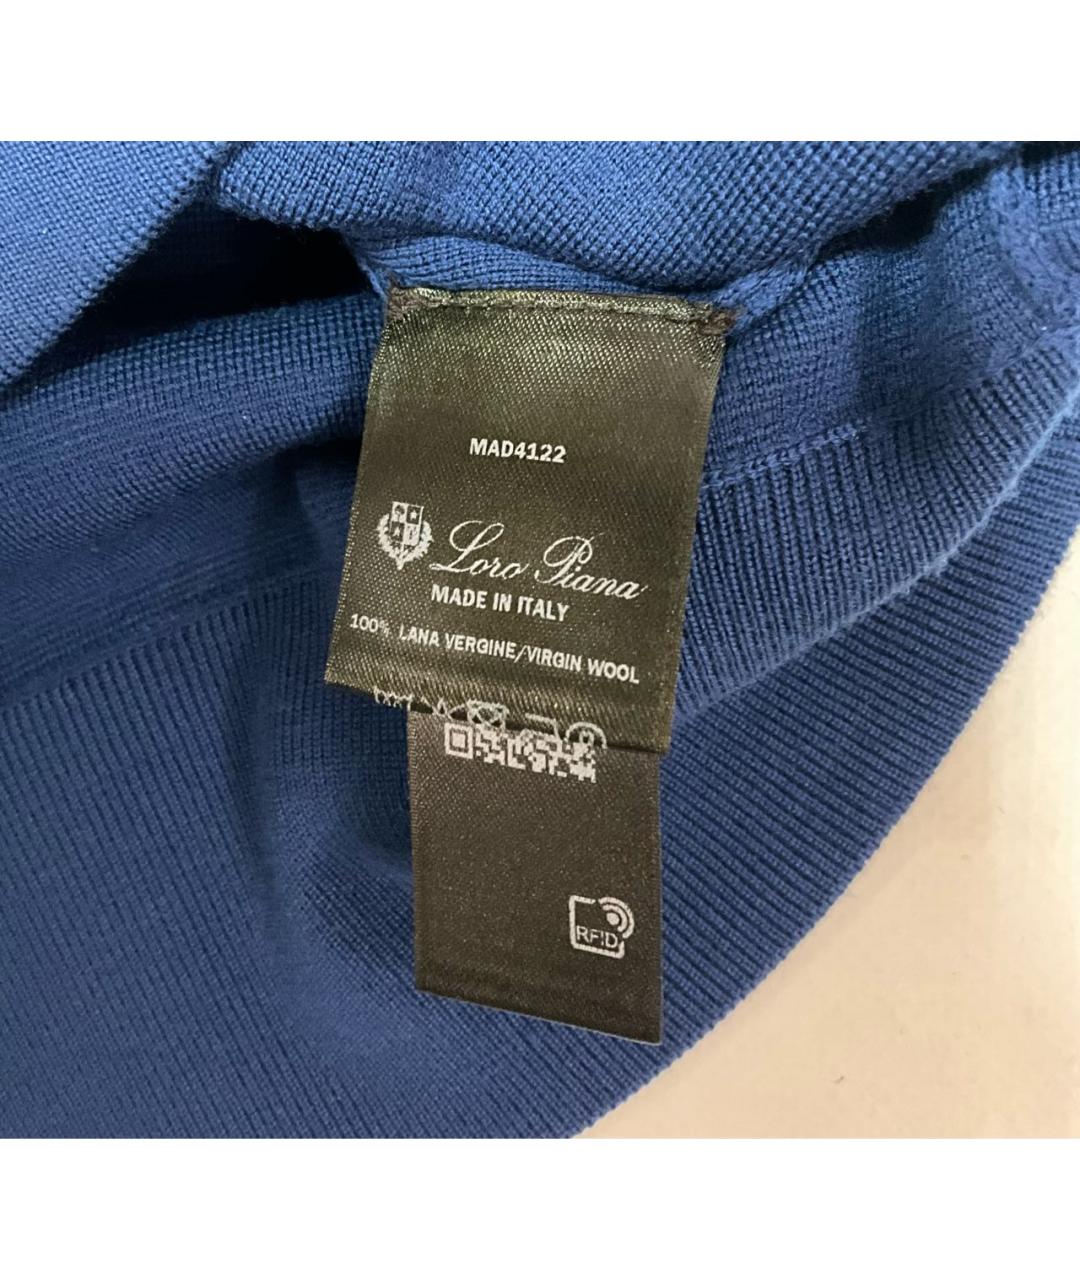 MAD4122
Loro Piana
MADE IN ITALY
100% LANA VERGINE/VIRGIN WOOL
RFID